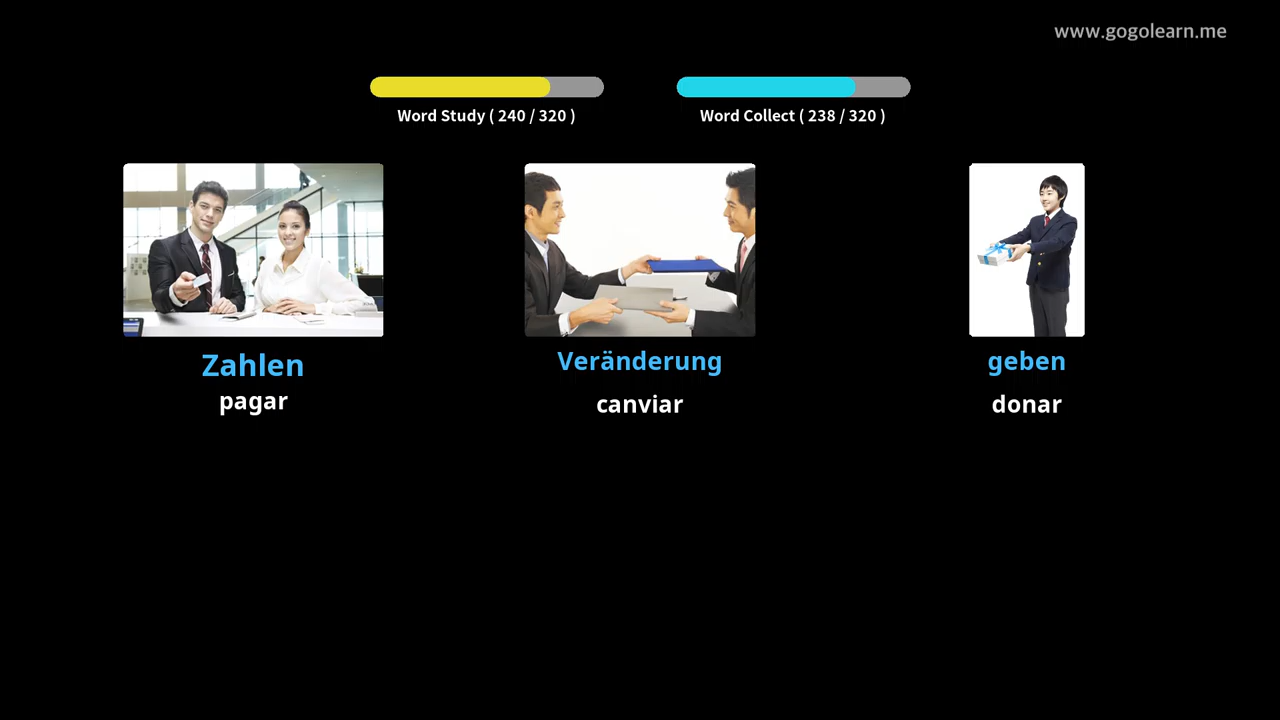 www.gogolearn.me
Word Study ( 240 / 320 )
Word Collect ( 238 / 320 )
Zahlen
pagar
Veränderung
canviar
geben
donar